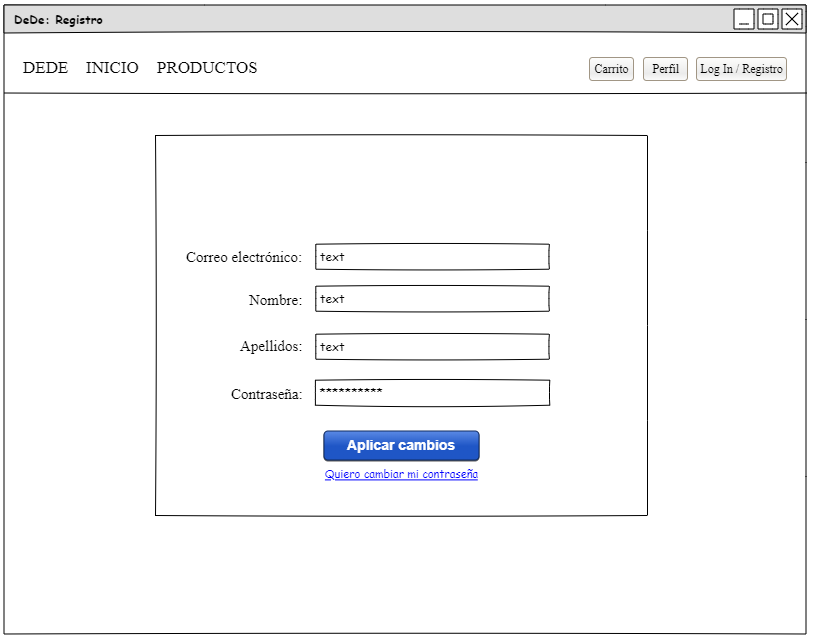 DeDe: Registro
DEDE INICIO PRODUCTOS Carrito Perfil Log In / Registro
Correo electrónico: text
Nombre: text
Apellidos: text
Contraseña: **********
Aplicar cambios
Quiero cambiar mi contraseña